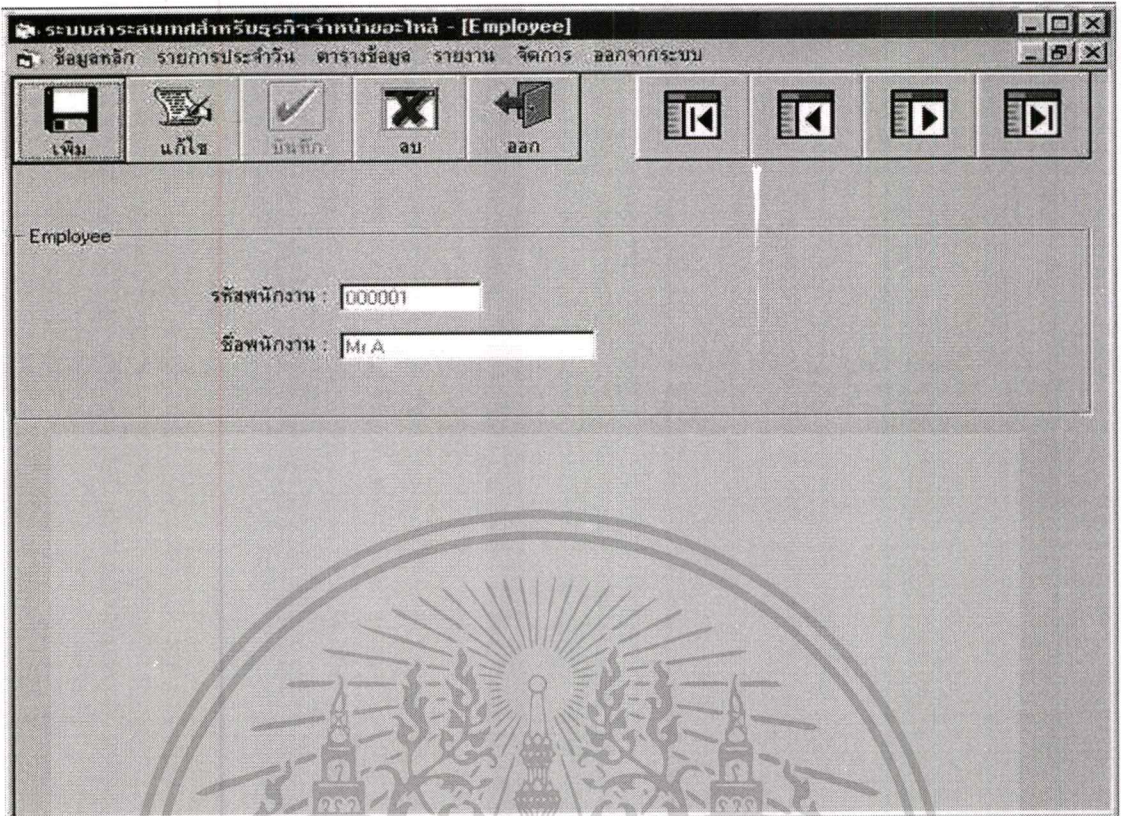 ระบบสาระสนเทศสำหรับธุรกิจจำหน่ายอะไหล่ - [Employee]
ข้อมูลหลัก รายการประจำวัน ตารางข้อมูล รายงาน จัดการ ออกจากระบบ
เพิ่ม แก้ไข บันทึก ลบ ออก
Employee
รหัสพนักงาน : 000001
ชื่อพนักงาน : Mr.A